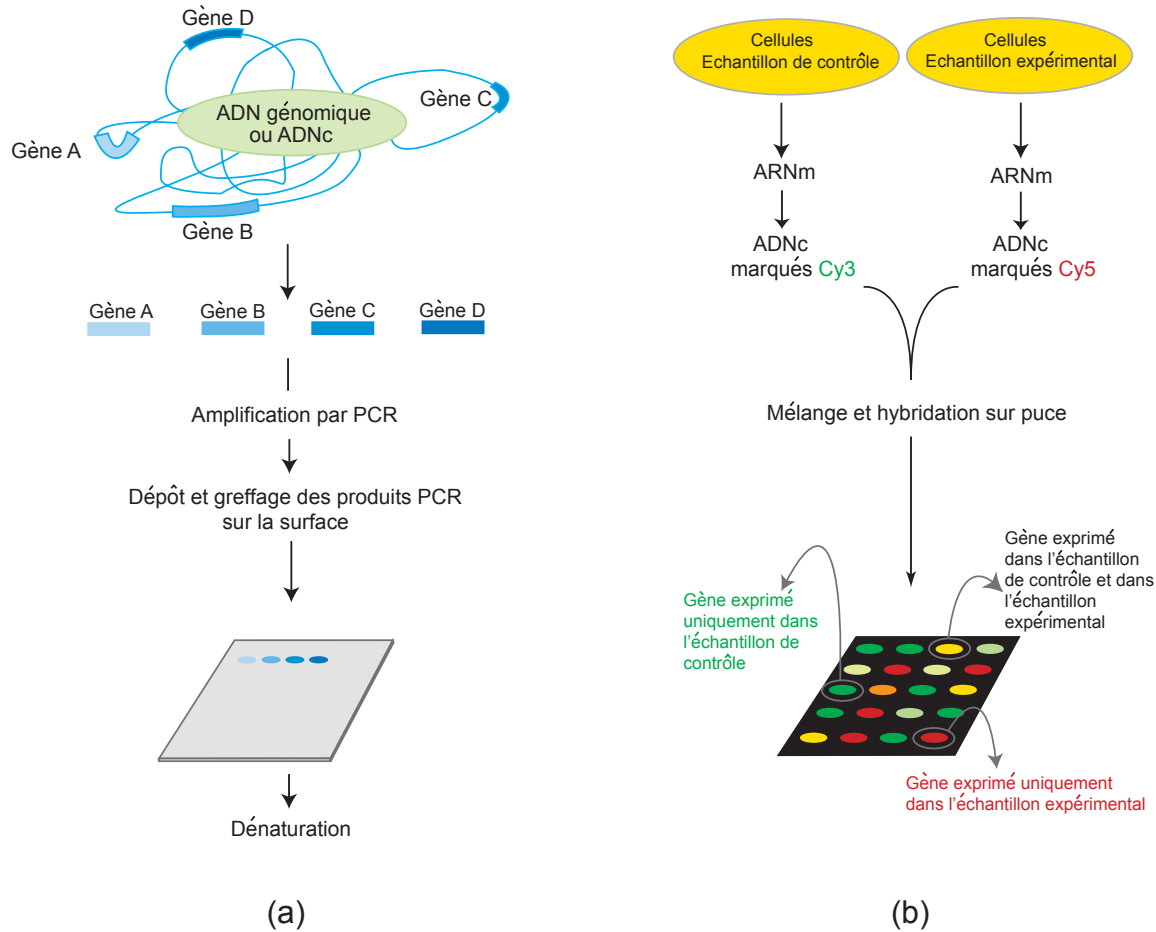 Gène D
ADN génomique
ou ADNc
Gène C
Gène A
Gène B
Gène A
Gène B
Gène C
Gène D
Amplification par PCR
Dépôt et greffage des produits PCR
sur la surface
Dénaturation
(a)
Cellules
Echantillon de contrôle
Cellules
Echantillon expérimental
ARNm
ARNm
ADNc
marqués Cy3
ADNc
marqués Cy5
Mélange et hybridation sur puce
Gène exprimé
dans l'échantillon
de contrôle et dans
l'échantillon
expérimental
Gène exprimé
uniquement dans
l'échantillon de
contrôle
Gène exprimé uniquement
dans l'échantillon expérimental
(b)